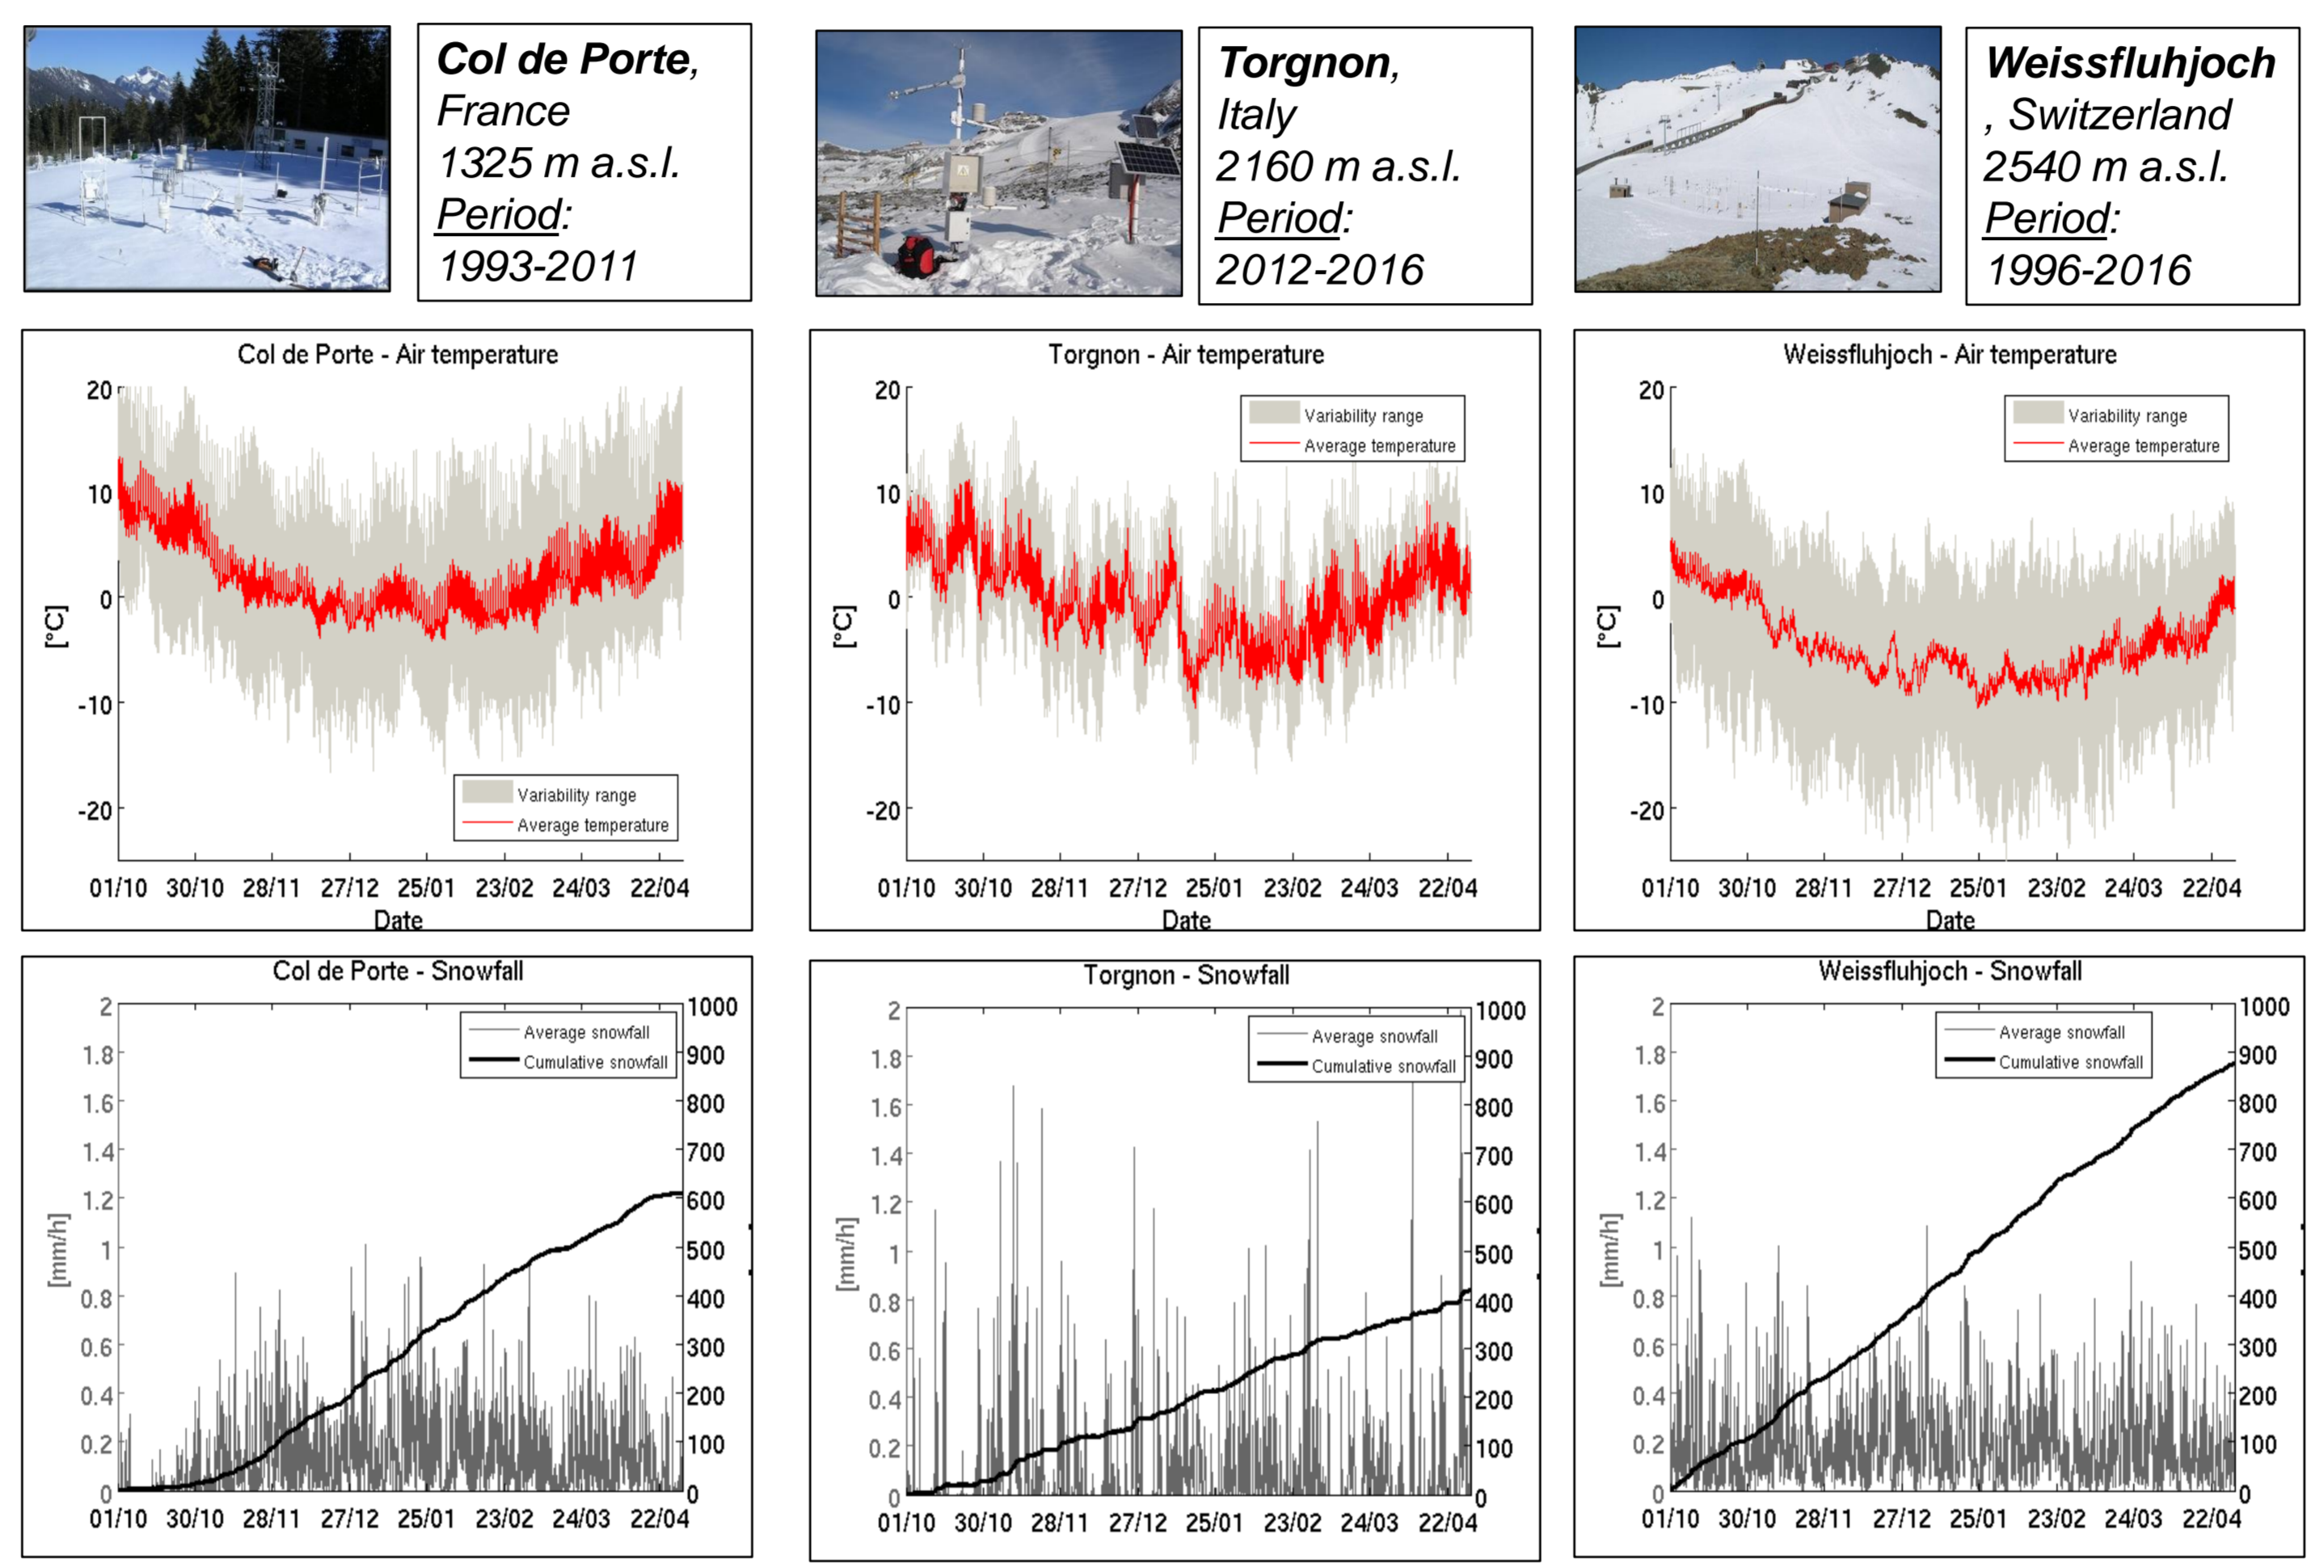 Col de Porte,
France
1325 m a.s.l.
Period:
1993-2011
Torgnon,
Italy
2160 m a.s.l.
Period:
2012-2016
Weissfluhjoch
, Switzerland
2540 m a.s.l.
Period:
1996-2016
Col de Porte - Air temperature
20
10
0
-10
-20
[°C]
Variability range
Average temperature
01/10 30/10 28/11 27/12 25/01 23/02 24/03 22/04
Date
Torgnon - Air temperature
20
10
0
-10
-20
[°C]
Variability range
Average temperature
01/10 30/10 28/11 27/12 25/01 23/02 24/03 22/04
Date
Weissfluhjoch - Air temperature
20
10
0
-10
-20
[°C]
Variability range
Average temperature
01/10 30/10 28/11 27/12 25/01 23/02 24/03 22/04
Date
Col de Porte - Snowfall
2
1.8
1.6
1.4
1.2
1
0.8
0.6
0.4
0.2
0
[mm/h]
Average snowfall
Cumulative snowfall
1000
900
800
700
600
500
400
300
200
100
0
01/10 30/10 28/11 27/12 25/01 23/02 24/03 22/04
Torgnon - Snowfall
2
1.8
1.6
1.4
1.2
1
0.8
0.6
0.4
0.2
0
[mm/h]
Average snowfall
Cumulative snowfall
1000
900
800
700
600
500
400
300
200
100
0
01/10 30/10 28/11 27/12 25/01 23/02 24/03 22/04
Weissfluhjoch - Snowfall
2
1.8
1.6
1.4
1.2
1
0.8
0.6
0.4
0.2
0
[mm/h]
Average snowfall
Cumulative snowfall
1000
900
800
700
600
500
400
300
200
100
0
01/10 30/10 28/11 27/12 25/01 23/02 24/03 22/04